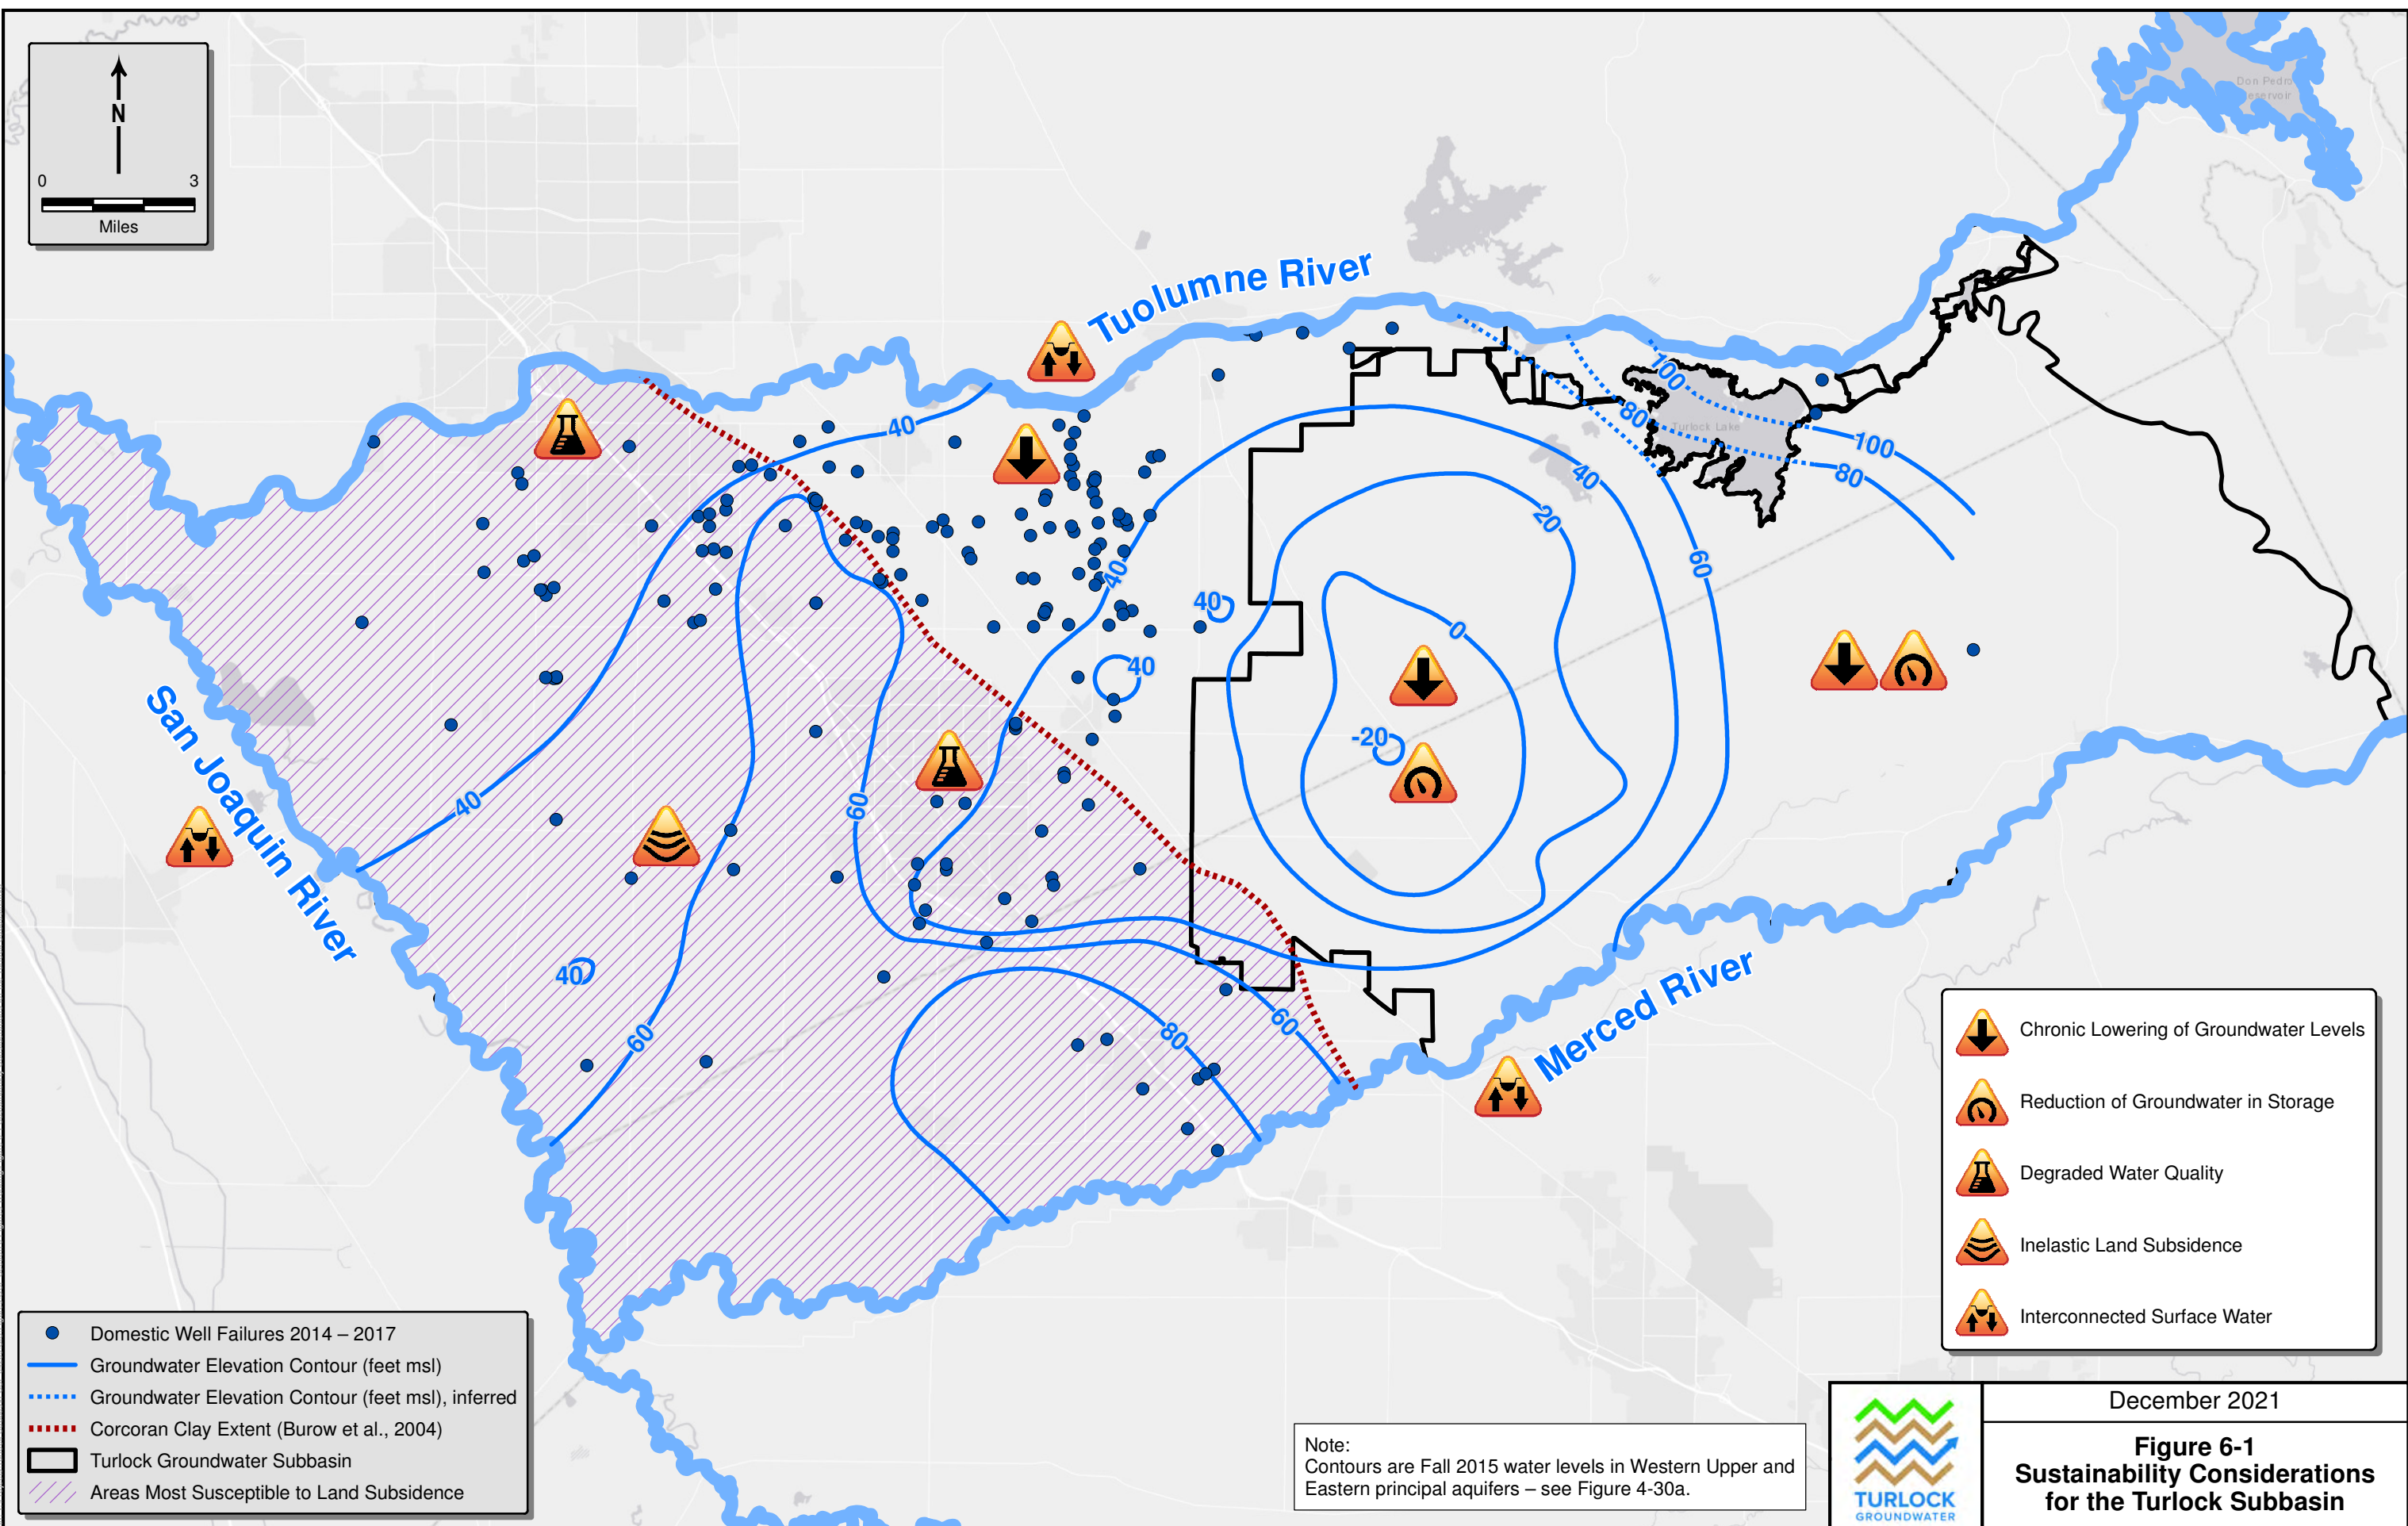 N
0 3
Miles
Don Pedro
Reservoir
Tuolumne River
100
80
Turlock Lake
100
80
40
40
20
60
40
40
40
0
-20
San Joaquin River
40
60
40
60
80
60
Merced River
Chronic Lowering of Groundwater Levels
Reduction of Groundwater in Storage
Degraded Water Quality
Inelastic Land Subsidence
Interconnected Surface Water
Domestic Well Failures 2014 – 2017
Groundwater Elevation Contour (feet msl)
Groundwater Elevation Contour (feet msl), inferred
Corcoran Clay Extent (Burow et al., 2004)
Turlock Groundwater Subbasin
Areas Most Susceptible to Land Subsidence
Note:
Contours are Fall 2015 water levels in Western Upper and
Eastern principal aquifers – see Figure 4-30a.
TURLOCK
GROUNDWATER
December 2021
Figure 6-1
Sustainability Considerations
for the Turlock Subbasin